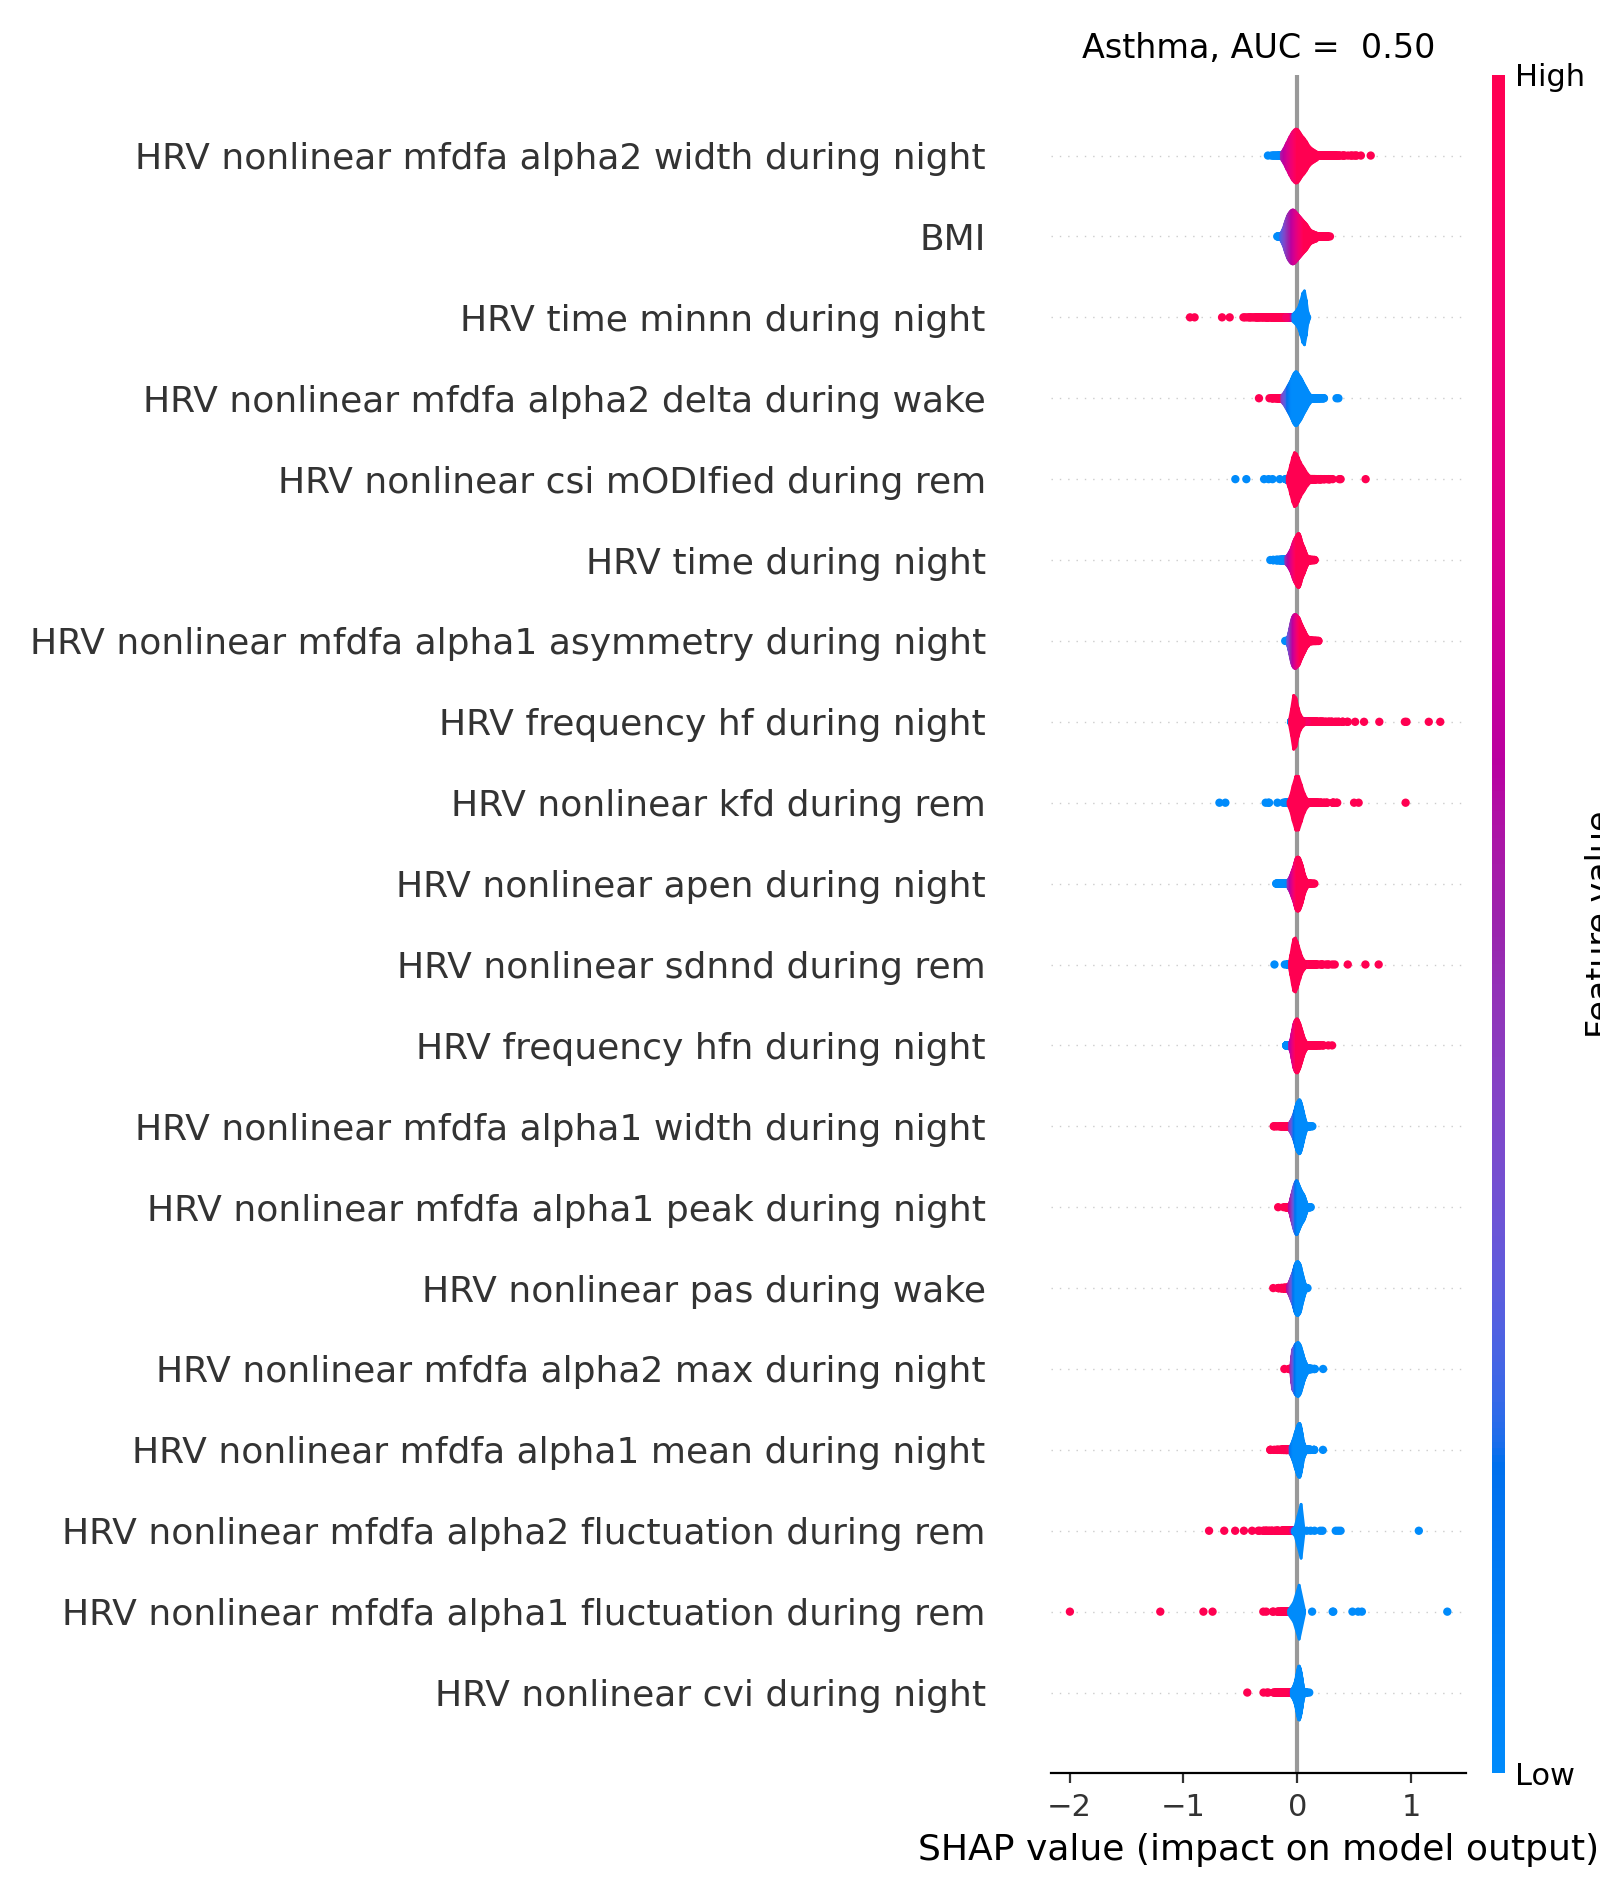 Asthma, AUC =  0.50
High
HRV nonlinear mfdfa alpha2 width during night
BMI
HRV time minnn during night
HRV nonlinear mfdfa alpha2 delta during wake
HRV nonlinear csi mODIfied during rem
HRV time during night
HRV nonlinear mfdfa alpha1 asymmetry during night
HRV frequency hf during night
HRV nonlinear kfd during rem
HRV nonlinear apen during night
HRV nonlinear sdnnd during rem
HRV frequency hfn during night
HRV nonlinear mfdfa alpha1 width during night
HRV nonlinear mfdfa alpha1 peak during night
HRV nonlinear pas during wake
HRV nonlinear mfdfa alpha2 max during night
HRV nonlinear mfdfa alpha1 mean during night
HRV nonlinear mfdfa alpha2 fluctuation during rem
HRV nonlinear mfdfa alpha1 fluctuation during rem
HRV nonlinear cvi during night
Feature value
Low
−2 −1 0 1
SHAP value (impact on model output)